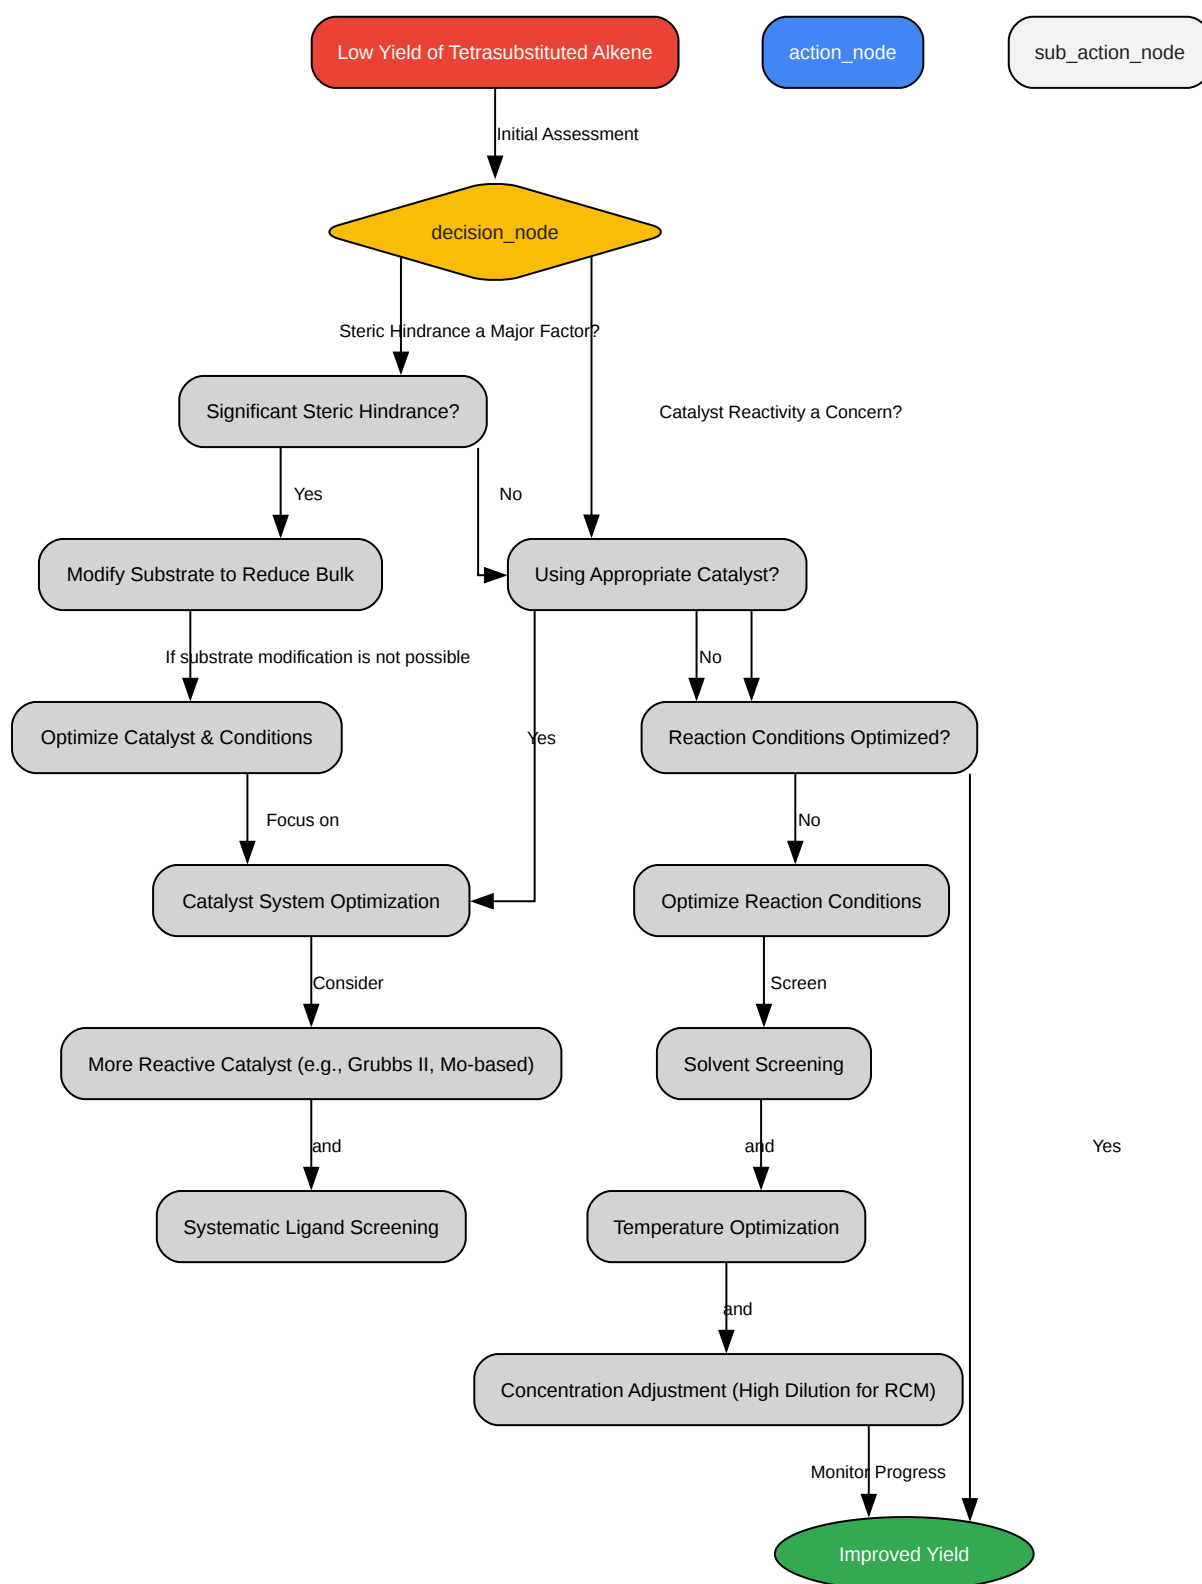 Low Yield of Tetrasubstituted Alkene
action_node
sub_action_node
Initial Assessment
decision_node
Steric Hindrance a Major Factor?
Significant Steric Hindrance?
Catalyst Reactivity a Concern?
Yes
No
Modify Substrate to Reduce Bulk
Using Appropriate Catalyst?
If substrate modification is not possible
No
Optimize Catalyst & Conditions
Yes
Reaction Conditions Optimized?
Focus on
No
Catalyst System Optimization
Optimize Reaction Conditions
Consider
Screen
More Reactive Catalyst (e.g., Grubbs II, Mo-based)
Solvent Screening
and
and
Yes
Systematic Ligand Screening
Temperature Optimization
and
Concentration Adjustment (High Dilution for RCM)
Monitor Progress
Improved Yield